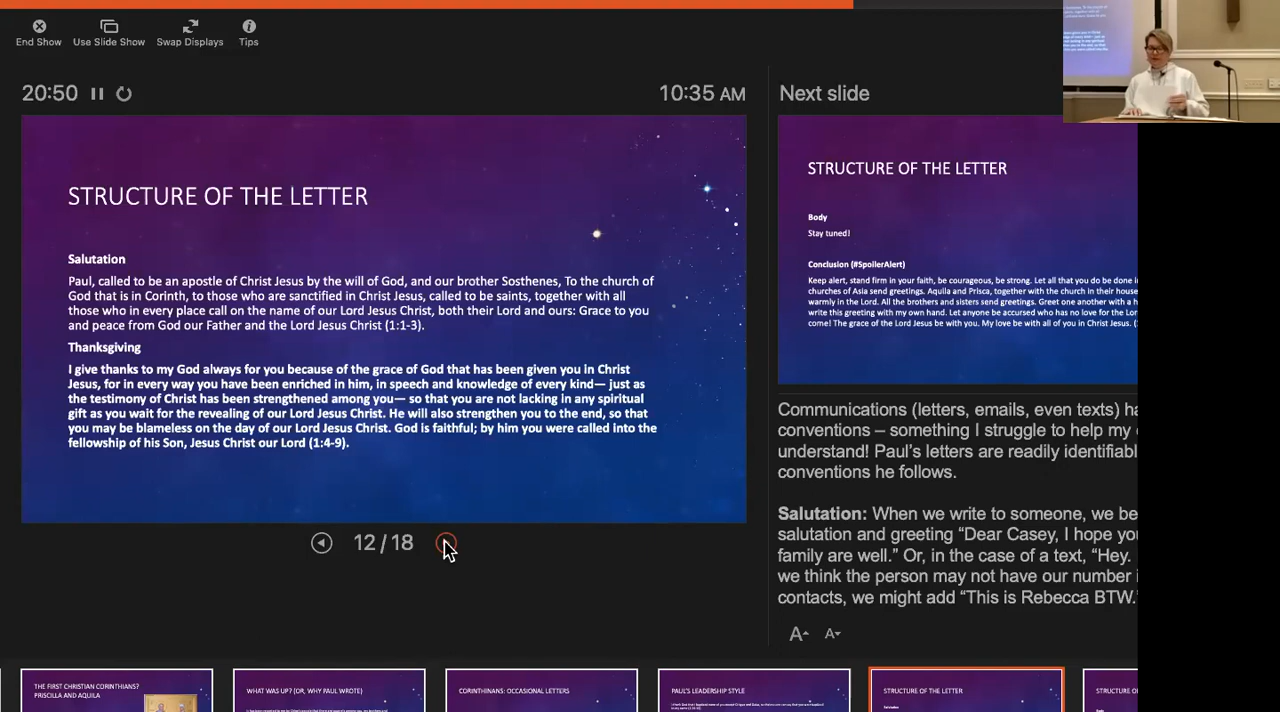 End Show
Use Slide Show
Swap Displays
Tips
20:50
10:35 AM
STRUCTURE OF THE LETTER
Salutation
Paul, called to be an apostle of Christ Jesus by the will of God, and our brother Sosthenes, To the church of
God that is in Corinth, to those who are sanctified in Christ Jesus, called to be saints, together with all
those who in every place call on the name of our Lord Jesus Christ, both their Lord and ours: Grace to you
and peace from God our Father and the Lord Jesus Christ (1:1-3).
Thanksgiving
I give thanks to my God always for you because of the grace of God that has been given you in Christ
Jesus, for in every way you have been enriched in him, in speech and knowledge of every kind— just as
the testimony of Christ has been strengthened among you— so that you are not lacking in any spiritual
gift as you wait for the revealing of our Lord Jesus Christ. He will also strengthen you to the end, so that
you may be blameless on the day of our Lord Jesus Christ. God is faithful; by him you were called into the
fellowship of his Son, Jesus Christ our Lord (1:4-9).
12 / 18
Next slide
STRUCTURE OF THE LETTER
Body
Stay tuned!
Conclusion (#SpoilerAlert)
Keep alert, stand firm in your faith, be courageous, be strong. Let all that you do be done
churches of Asia send greetings. Aquila and Prisca, together with the church in their house
warmly in the Lord. All the brothers and sisters send greetings. Greet one another with a
write this greeting with my own hand. Let anyone be accursed who has no love for the
come! The grace of the Lord Jesus be with you. My love be with all of you in Christ Jesus.
Communications (letters, emails, even texts)
conventions – something I struggle to help my
understand! Paul's letters are readily
conventions he follows.
Salutation: When we write to someone, we
salutation and greeting “Dear Casey, I hope
family are well.” Or, in the case of a text, “Hey.
we think the person may not have our number
contacts, we might add “This is Rebecca BTW.
A A
THE FIRST CHRISTIAN CORINTHIANS?
PRISCILLA AND AQUILA
WHAT WAS UP? (OR, WHY PAUL WROTE)
CORINTHINANS: OCCASIONAL LETTERS
PAUL'S LEADERSHIP STYLE
STRUCTURE OF THE LETTER
Salutation
STRUCTURE
Body